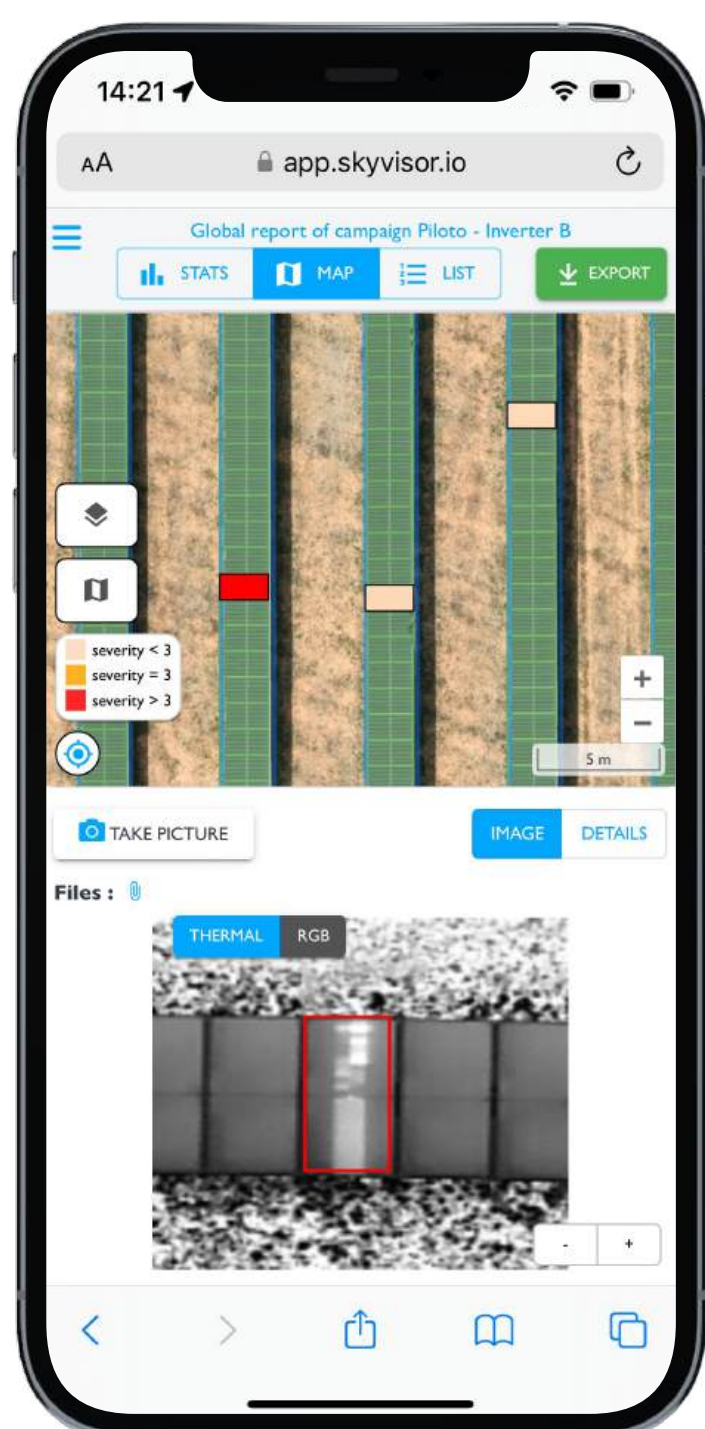 14:21
AA app.skyvisor.io
Global report of campaign Piloto - Inverter B
STATS MAP LIST EXPORT
severity < 3
severity = 3
severity > 3
+
−
5 m
TAKE PICTURE IMAGE DETAILS
Files :
THERMAL RGB
- +